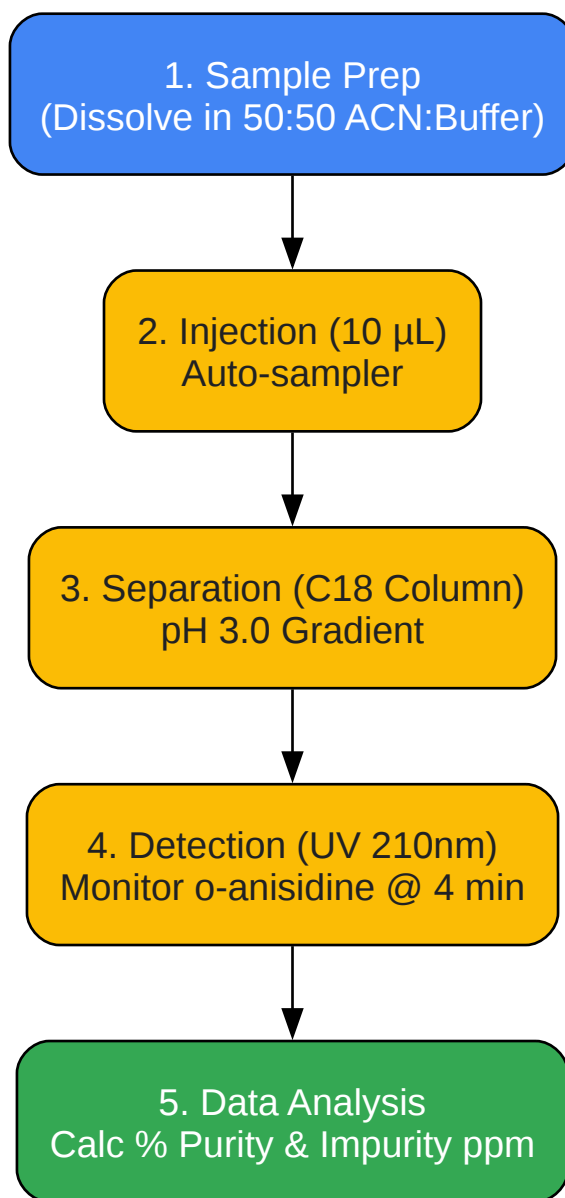 1. Sample Prep
(Dissolve in 50:50 ACN:Buffer)
2. Injection (10 µL)
Auto-sampler
3. Separation (C18 Column)
pH 3.0 Gradient
4. Detection (UV 210nm)
Monitor o-anisidine @ 4 min
5. Data Analysis
Calc % Purity & Impurity ppm